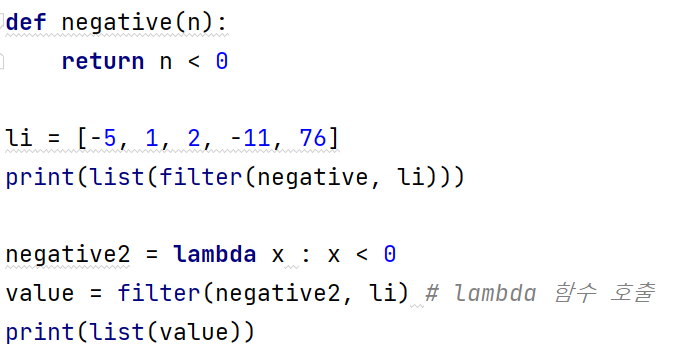 def negative(n):
    return n < 0
li = [-5, 1, 2, -11, 76]
print(list(filter(negative, li)))
negative2 = lambda x : x < 0
value = filter(negative2, li) # lambda 함수 호출
print(list(value))